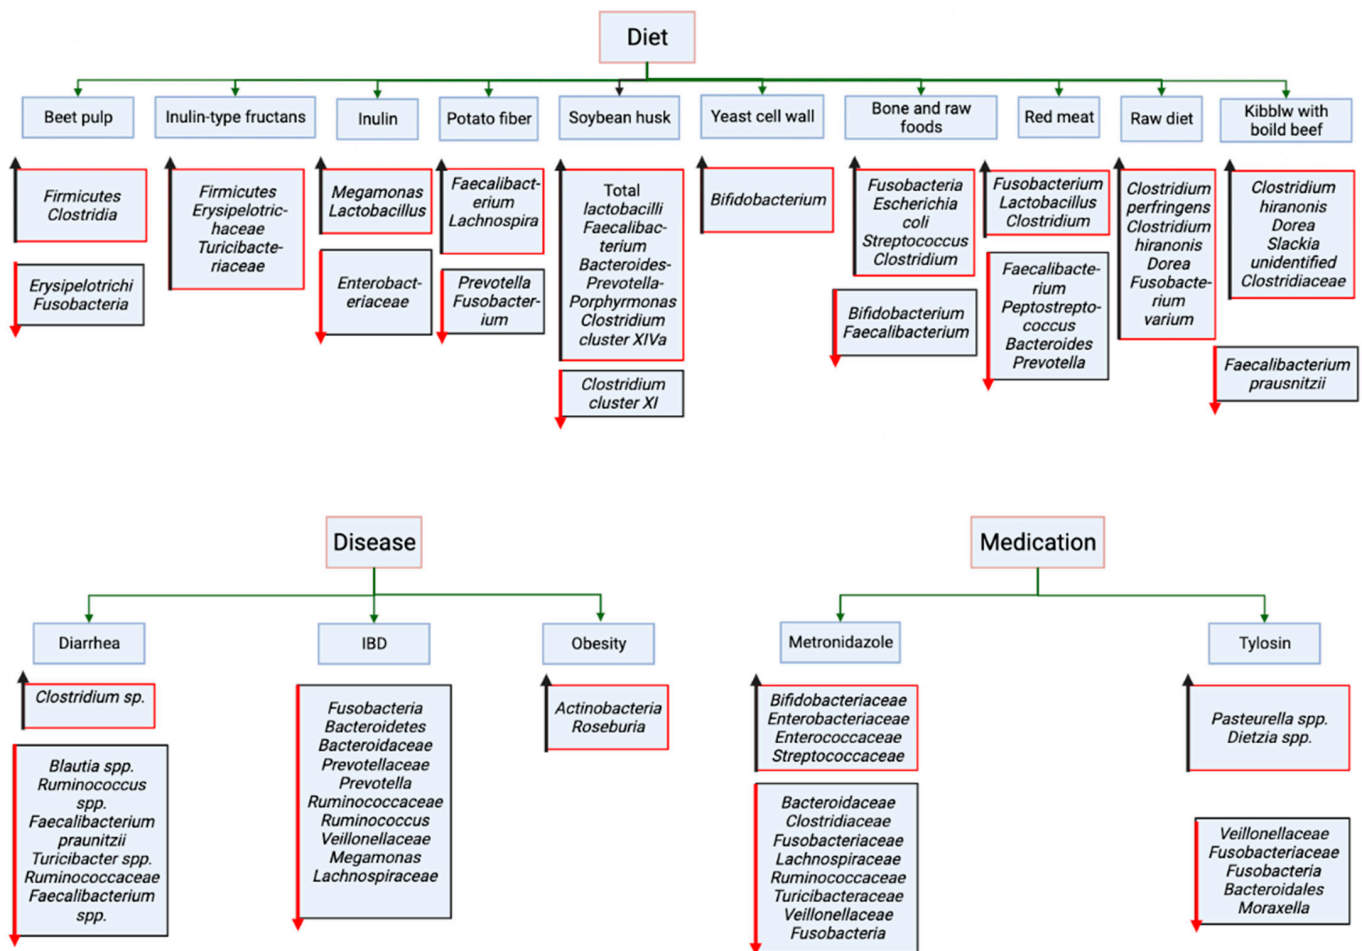 Diet
Beet pulp
Inulin-type fructans
Inulin
Potato fiber
Soybean husk
Yeast cell wall
Bone and raw
foods
Red meat
Raw diet
Kibblw with
boild beef
Firmicutes
Clostridia
Erysipelotrichi
Fusobacteria
Firmicutes
Erysipelotric-
haceae
Turicibacte-
riaceae
Megamonas
Lactobacillus
Enterobact-
eriaceae
Faecalibact-
erium
Lachnospira
Prevotella
Fusobacter-
ium
Total
lactobacilli
Faecalibac-
terium
Bacteroides-
Prevotella-
Porphyrmonas
Clostridium
cluster XIVa
Clostridium
cluster XI
Bifidobacterium
Fusobacteria
Escherichia
coli
Streptococcus
Clostridium
Bifidobacterium
Faecalibacterium
Fusobacterium
Lactobacillus
Clostridium
Faecalibacte-
rium
Peptostrepto-
coccus
Bacteroides
Prevotella
Clostridium
perfringens
Clostridium
hiranonis
Dorea
Fusobacte-
rium
varium
Clostridium
hiranonis
Dorea
Slackia
unidentified
Clostridiaceae
Faecalibacterium
prausnitzii
Disease
Diarrhea
IBD
Obesity
Clostridium sp.
Blautia spp.
Ruminococcus
spp.
Faecalibacterium
praunitzii
Turicibacter spp.
Ruminococcaceae
Faecalibacterium
spp.
Fusobacteria
Bacteroidetes
Bacteroidaceae
Prevotellaceae
Prevotella
Ruminococcaceae
Ruminococcus
Veillonellaceae
Megamonas
Lachnospiraceae
Actinobacteria
Roseburia
Medication
Metronidazole
Tylosin
Bifidobacteriaceae
Enterobacteriaceae
Enterococcaceae
Streptococcaceae
Bacteroidaceae
Clostridiaceae
Fusobacteriaceae
Lachnospiraceae
Ruminococcaceae
Turicibacteraceae
Veillonellaceae
Fusobacteria
Pasteurella spp.
Dietzia spp.
Veillonellaceae
Fusobacteriaceae
Fusobacteria
Bacteroidales
Moraxella